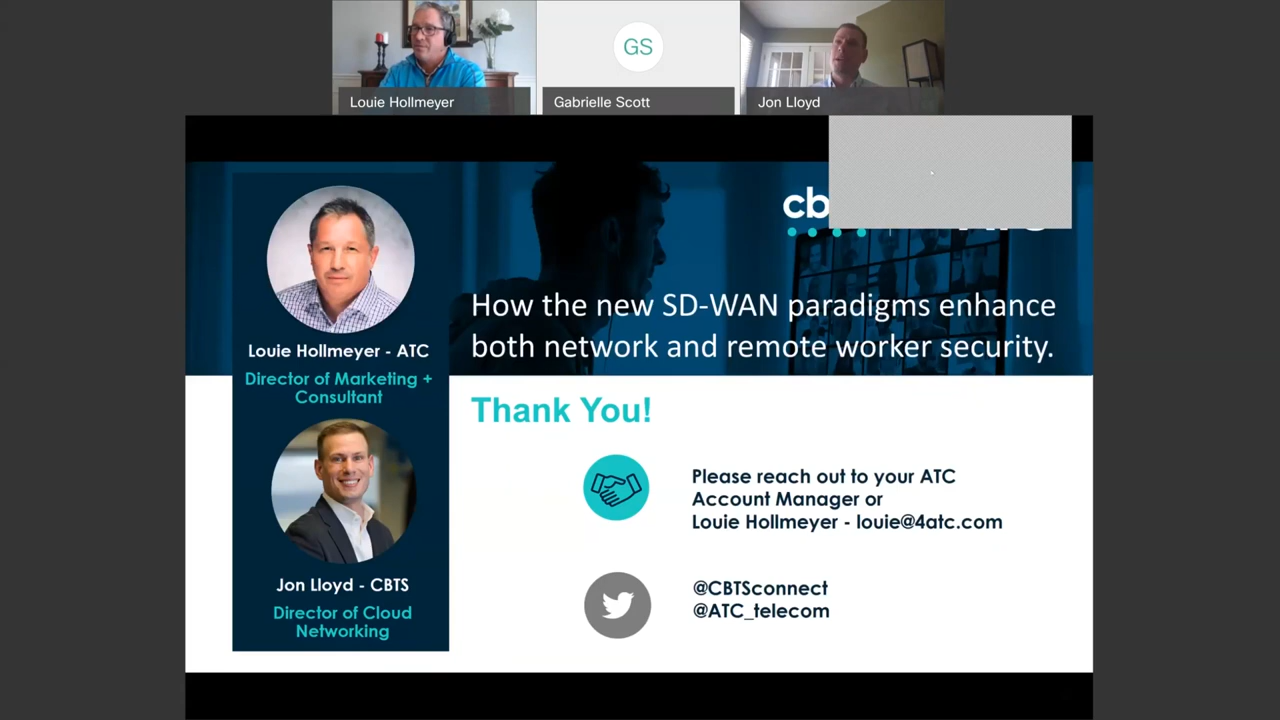 GS
Louie Hollmeyer
Gabrielle Scott
Jon Lloyd
cb
How the new SD-WAN paradigms enhance
both network and remote worker security.
Louie Hollmeyer - ATC
Director of Marketing +
Consultant
Jon Lloyd - CBTS
Director of Cloud
Networking
Thank You!
Please reach out to your ATC
Account Manager or
Louie Hollmeyer - louie@4atc.com
@CBTSconnect
@ATC_telecom